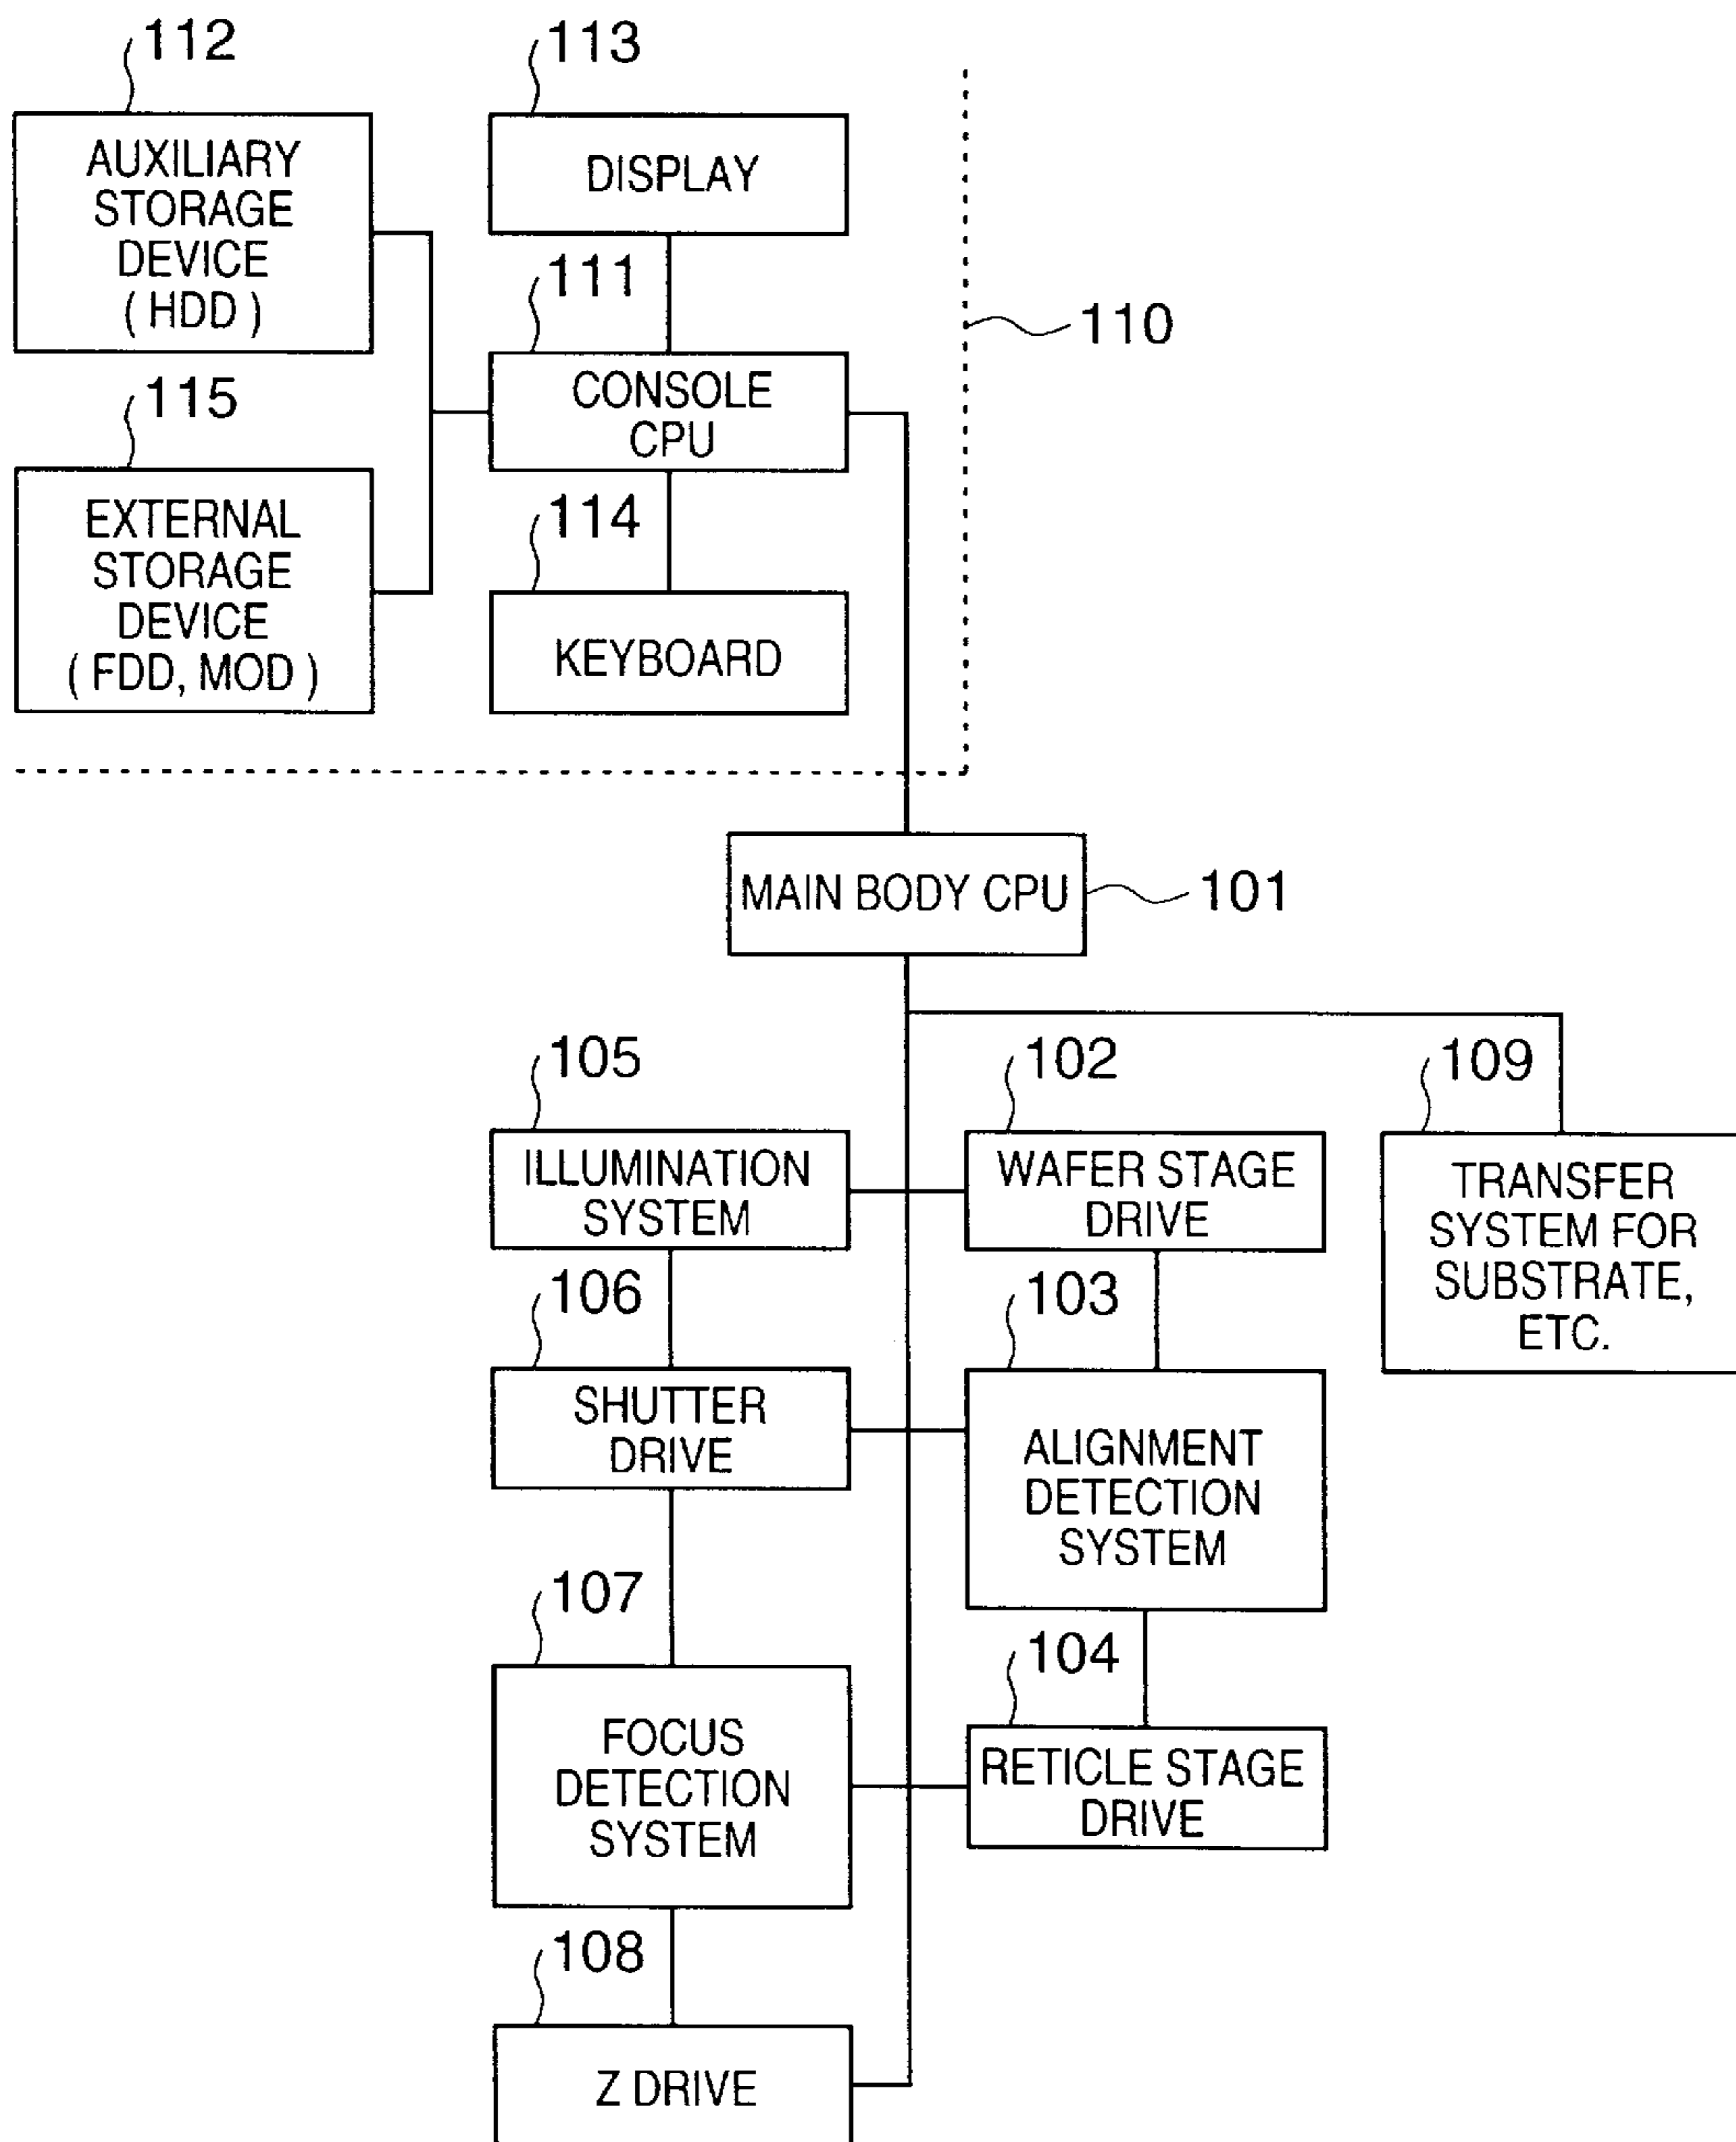 112
AUXILIARY
STORAGE
DEVICE
( HDD )
113
DISPLAY
111
CONSOLE
CPU
110
115
EXTERNAL
STORAGE
DEVICE
( FDD, MOD )
114
KEYBOARD
MAIN BODY CPU
101
105
ILLUMINATION
SYSTEM
102
WAFER STAGE
DRIVE
109
TRANSFER
SYSTEM FOR
SUBSTRATE,
ETC.
106
SHUTTER
DRIVE
103
ALIGNMENT
DETECTION
SYSTEM
107
FOCUS
DETECTION
SYSTEM
104
RETICLE STAGE
DRIVE
108
Z DRIVE